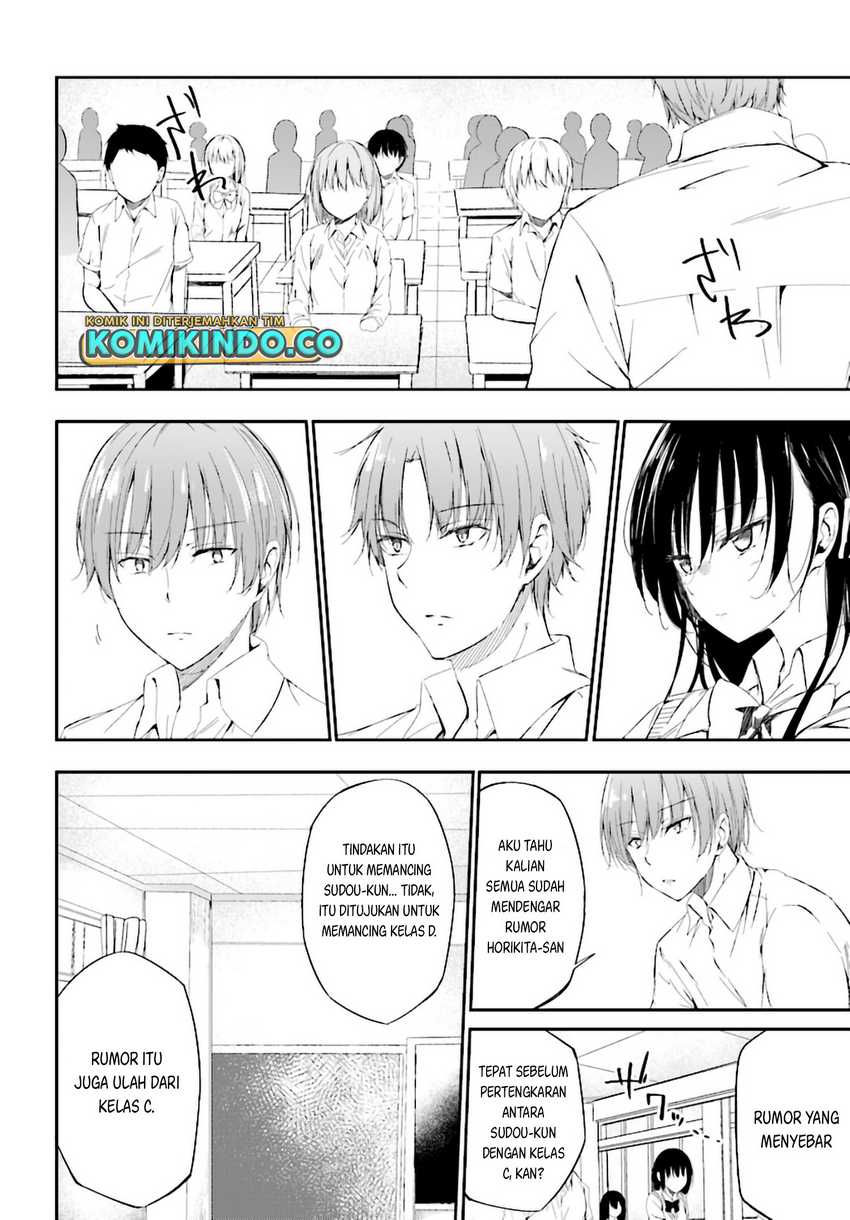 ざわ
ざわ
KOMIK INI DITERJEMAHKAN TIM
KOMIKINDO.CO
AKU TAHU
KALIAN
SEMUA SUDAH
MENDENGAR
RUMOR
HORIKITA-SAN
RUMOR YANG
MENYEBAR
TEPAT SEBELUM
PERTENGKARAN
ANTARA
SUDOU-KUN
DENGAN KELAS
C, KAN?
ザワ
TINDAKAN ITU
UNTUK MEMANCING
SUDOU-KUN... TIDAK,
ITU DITUJUKAN UNTUK
MEMANCING KELAS D.
RUMOR ITU
JUGA ULAH DARI
KELAS C.